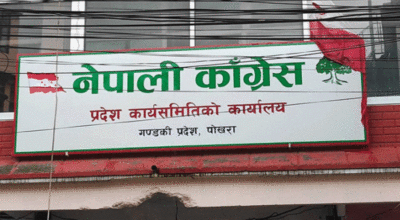 नेपाली काँग्रेस
प्रदेश कार्यसमितिको कार्यालय
गण्डकी प्रदेश, पोखरा